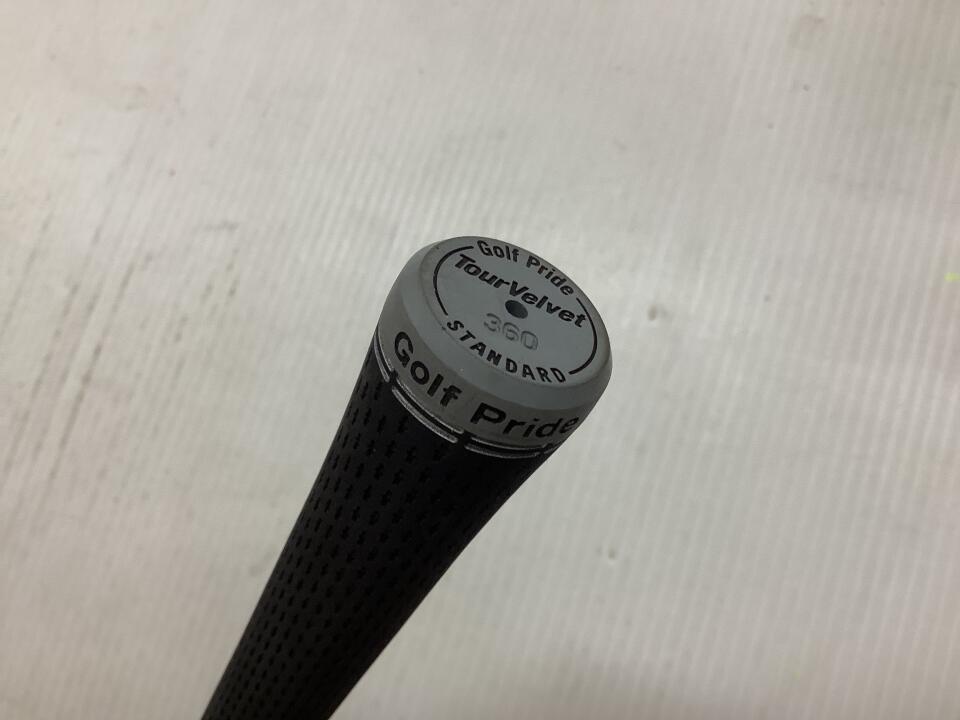 Golf Pride
TourVelvet
360
STANDARD
Golf Pride